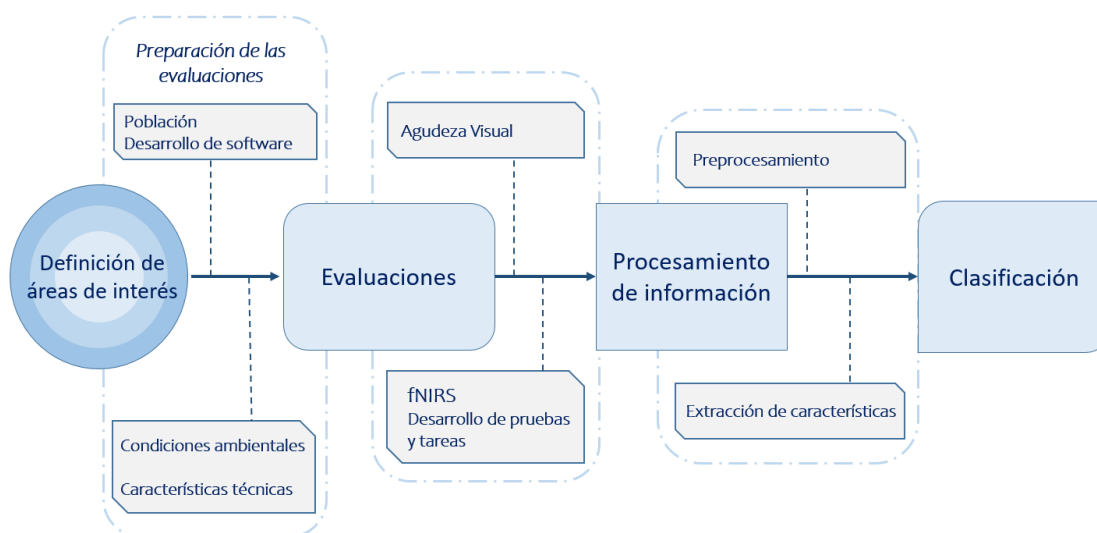 Preparación de las
evaluaciones
Población
Desarrollo de software
Definición de
áreas de interés
Condiciones ambientales
Características técnicas
Evaluaciones
Agudeza Visual
fNIRS
Desarrollo de pruebas
y tareas
Procesamiento
de información
Preprocesamiento
Extracción de características
Clasificación